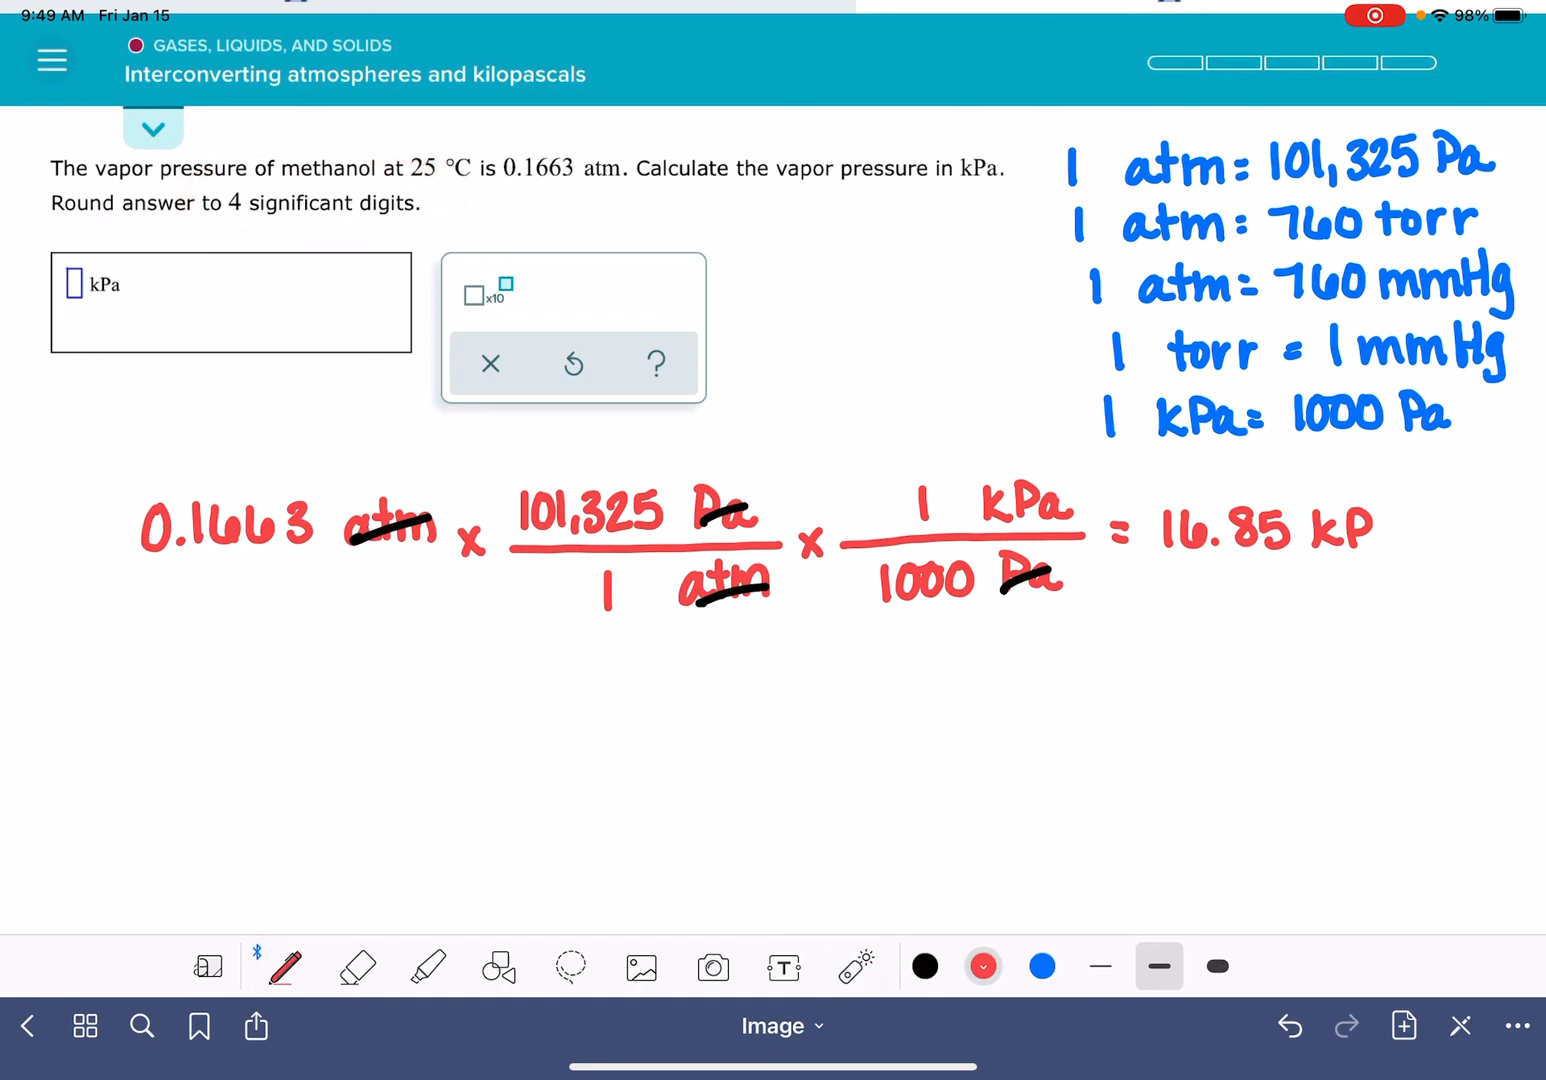 9:49 AM Fri Jan 15
98%
GASES, LIQUIDS, AND SOLIDS
Interconverting atmospheres and kilopascals
The vapor pressure of methanol at 25 °C is 0.1663 atm. Calculate the vapor pressure in kPa.
Round answer to 4 significant digits.
kPa
x10
?
1 atm = 101,325 Pa
1 atm = 760 torr
1 atm = 760 mmHg
1 torr = 1 mmHg
1 kPa = 1000 Pa
0.1663 atm x 101,325 Pa / 1 atm x 1 kPa / 1000 Pa = 16.85 kP
T
Image